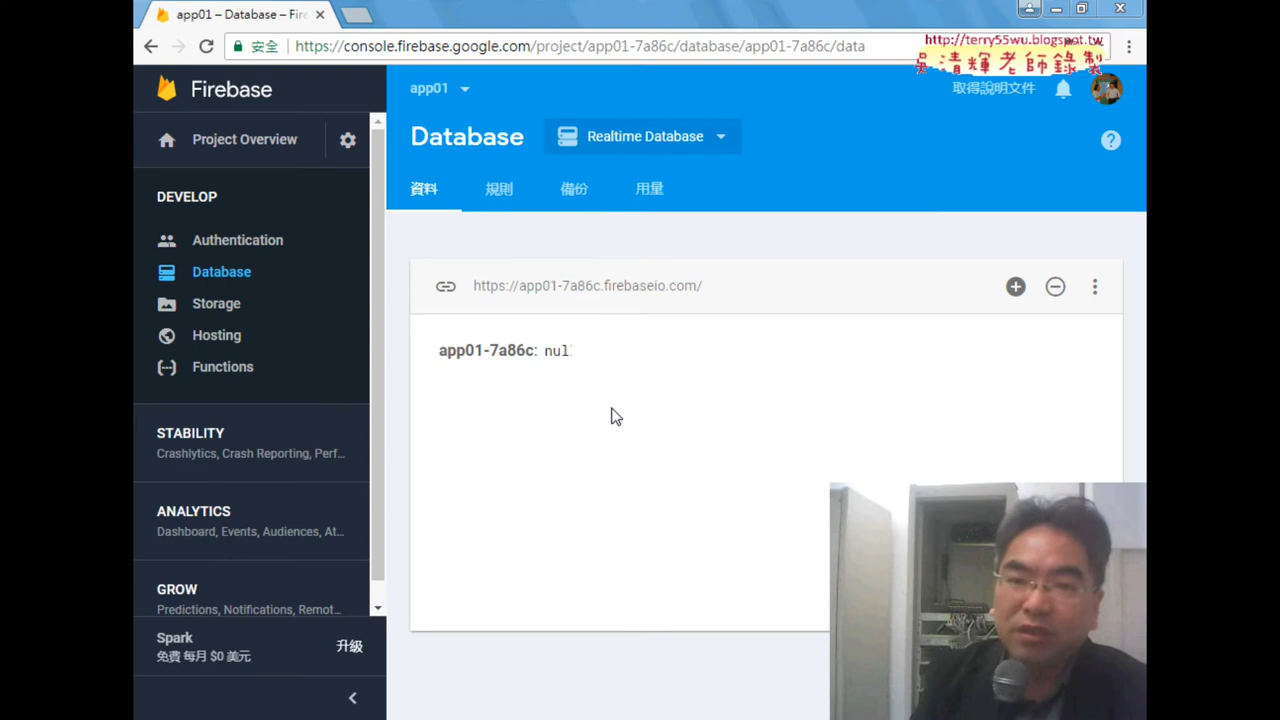 app01 – Database – Fire
安全
https://console.firebase.google.com/project/app01-7a86c/database/app01-7a86c/data
http://terry55wu.blogspot.tw
吳清輝老師錄製
Firebase
app01
取得說明文件
Project Overview
Database
Realtime Database
資料
規則
備份
用量
DEVELOP
Authentication
Database
Storage
Hosting
Functions
https://app01-7a86c.firebaseio.com/
app01-7a86c: null
STABILITY
Crashlytics, Crash Reporting, Perf...
ANALYTICS
Dashboard, Events, Audiences, At...
GROW
Predictions, Notifications, Remot...
Spark
免費 每月 $0 美元
升級